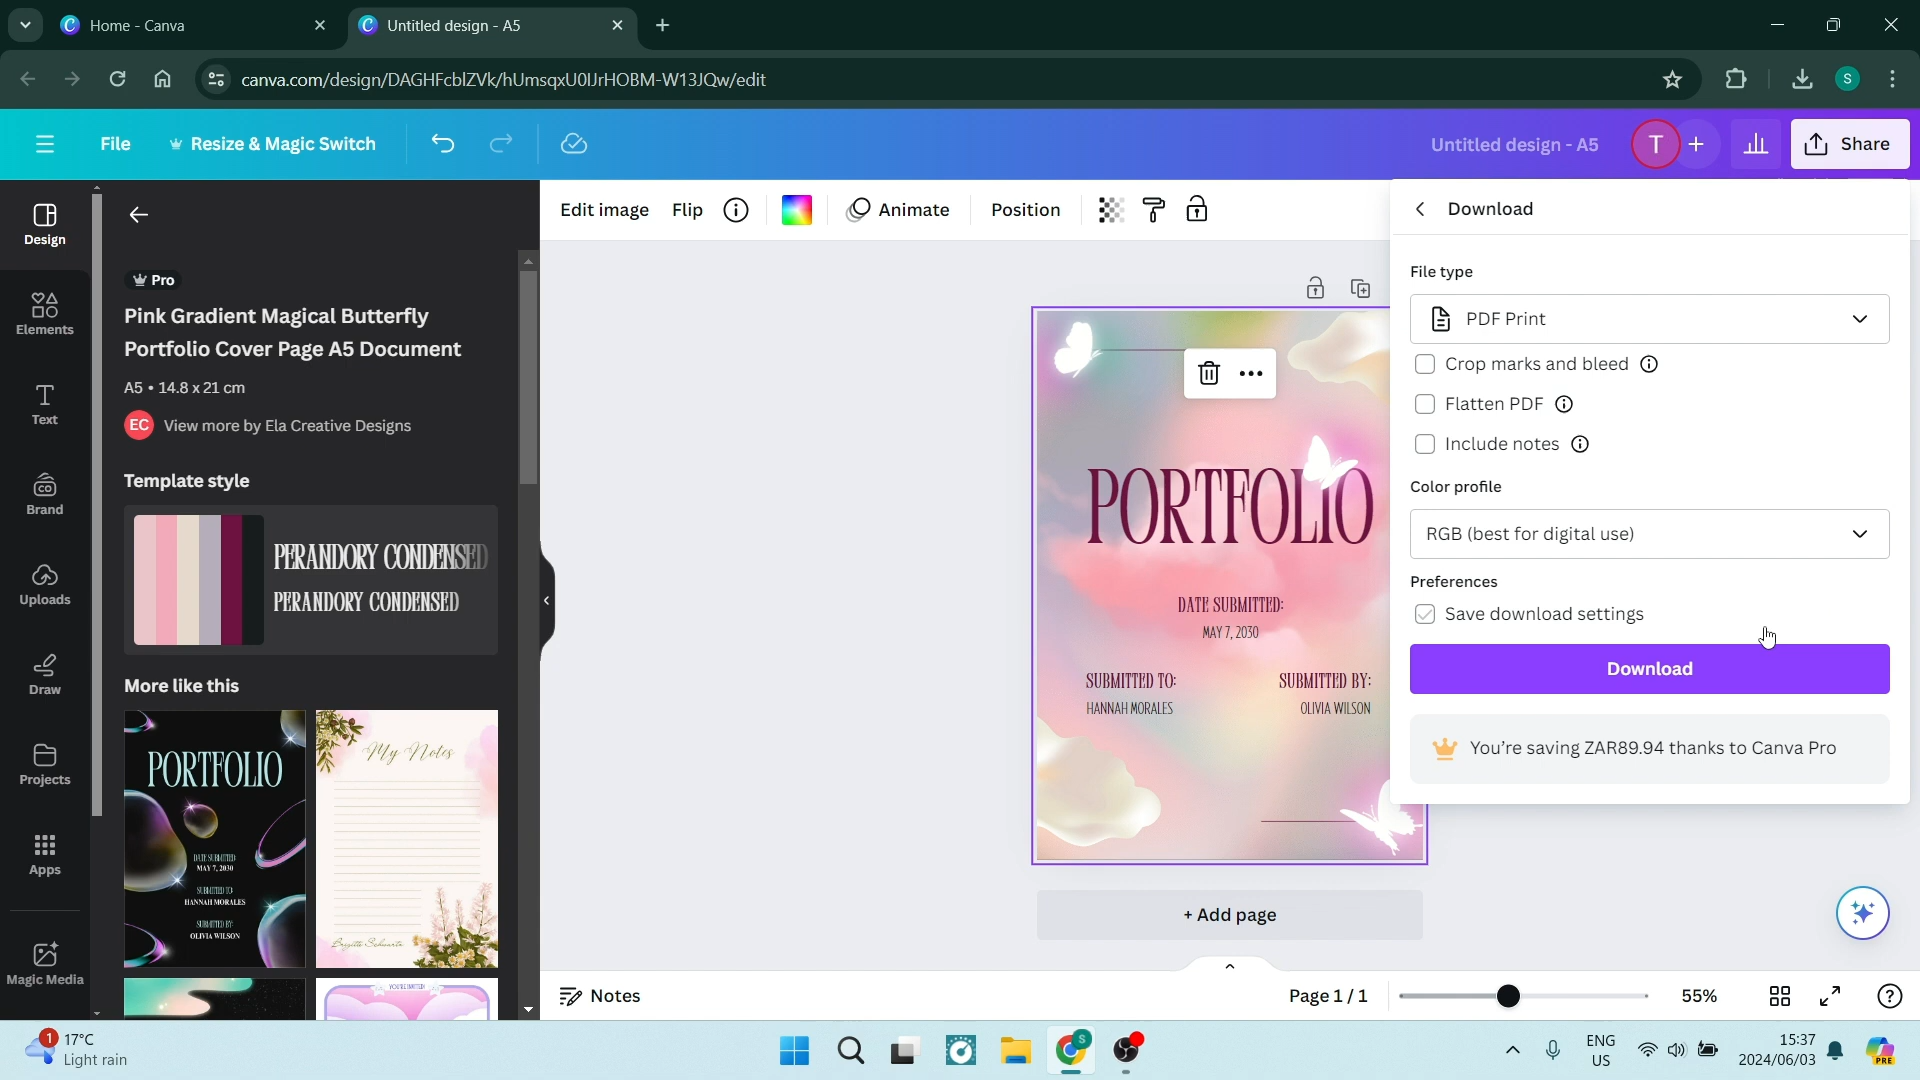 Home - Canva
Untitled design - A5
canva.com/design/DAGHFcblZVk/hUmsqxU0IJrHOBM-W13JQw/edit
S
File
Resize & Magic Switch
Untitled design - A5
T
Share
Design
Elements
Text
Brand
Uploads
Draw
Projects
Apps
Magic Media
Pro
Pink Gradient Magical Butterfly
Portfolio Cover Page A5 Document
A5 • 14.8 x 21 cm
EC View more by Ela Creative Designs
Template style
PERANDORY CONDENSED
PERANDORY CONDENSED
More like this
PORTFOLIO
DATE SUBMITTED:
MAY 7, 2030
SUBMITTED TO:
HANNAH MORALES
SUBMITTED BY:
OLIVIA WILSON
My Notes
Brigitte Schwartz
YOU'RE INVITED
Edit image
Flip
Animate
Position
PORTFOLIO
DATE SUBMITTED:
MAY 7, 2030
SUBMITTED TO: SUBMITTED BY:
HANNAH MORALES OLIVIA WILSON
+ Add page
Download
File type
PDF Print
Crop marks and bleed
Flatten PDF
Include notes
Color profile
RGB (best for digital use)
Preferences
Save download settings
Download
You're saving ZAR89.94 thanks to Canva Pro
Notes
Page 1 / 1
55%
1
17°C
Light rain
S
ENG
US
15:37
2024/06/03
PRE